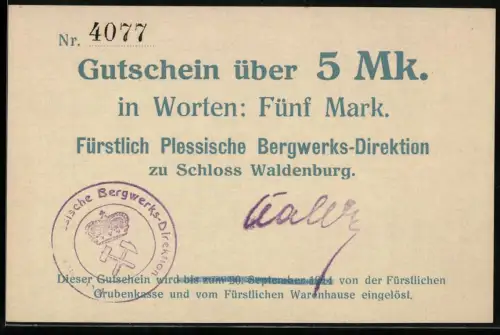 Nr. 4077
Gutschein über 5 Mk.
in Worten: Fünf Mark.
Fürstlich Plessische Bergwerks-Direktion
zu Schloss Waldenburg.
sische Bergwerks-Direktion
Dieser Gutschein wird bis zum 30. September 1914 von der Fürstlichen
Grubenkasse und vom Fürstlichen Warenhause eingelöst.